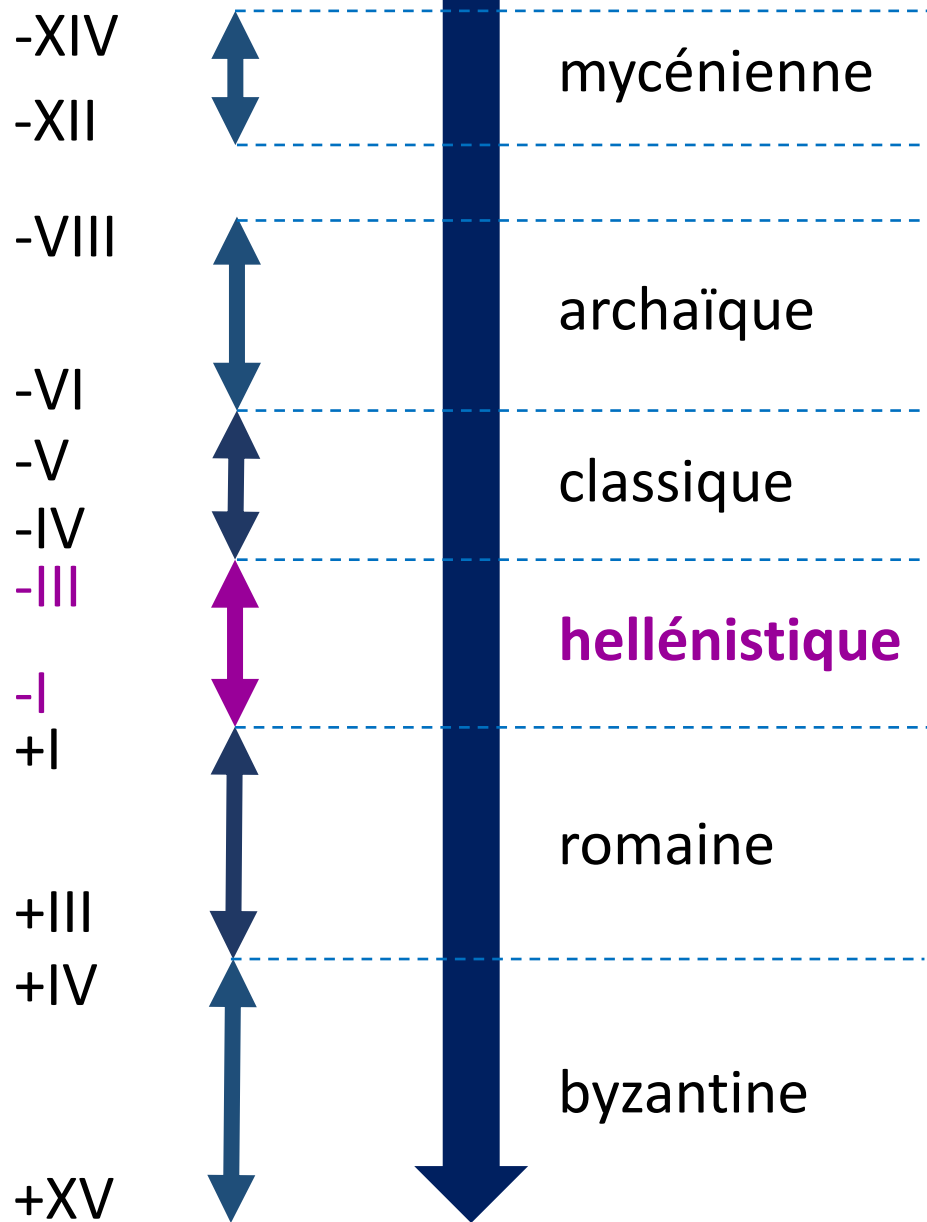 -XIV
mycénienne
-XII
-VIII
archaïque
-VI
-V
classique
-IV
-III
hellénistique
-I
+I
romaine
+III
+IV
byzantine
+XV